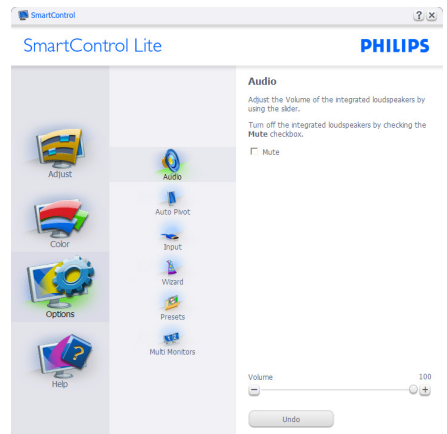 SmartControl
SmartControl Lite
PHILIPS
Adjust
Color
Options
Help
Audio
Auto Pivot
Input
Wizard
Presets
Multi Monitors
Audio
Adjust the Volume of the integrated loudspeakers by
using the slider.
Turn off the integrated loudspeakers by checking the
Mute checkbox.
Mute
Volume 100
Undo